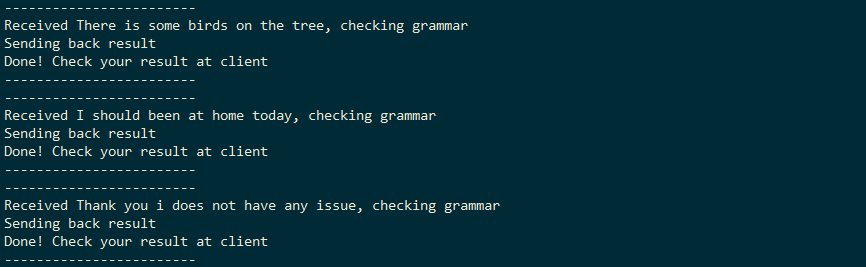 ------------------------
Received There is some birds on the tree, checking grammar
Sending back result
Done! Check your result at client
------------------------
------------------------
Received I should been at home today, checking grammar
Sending back result
Done! Check your result at client
------------------------
------------------------
Received Thank you i does not have any issue, checking grammar
Sending back result
Done! Check your result at client
------------------------